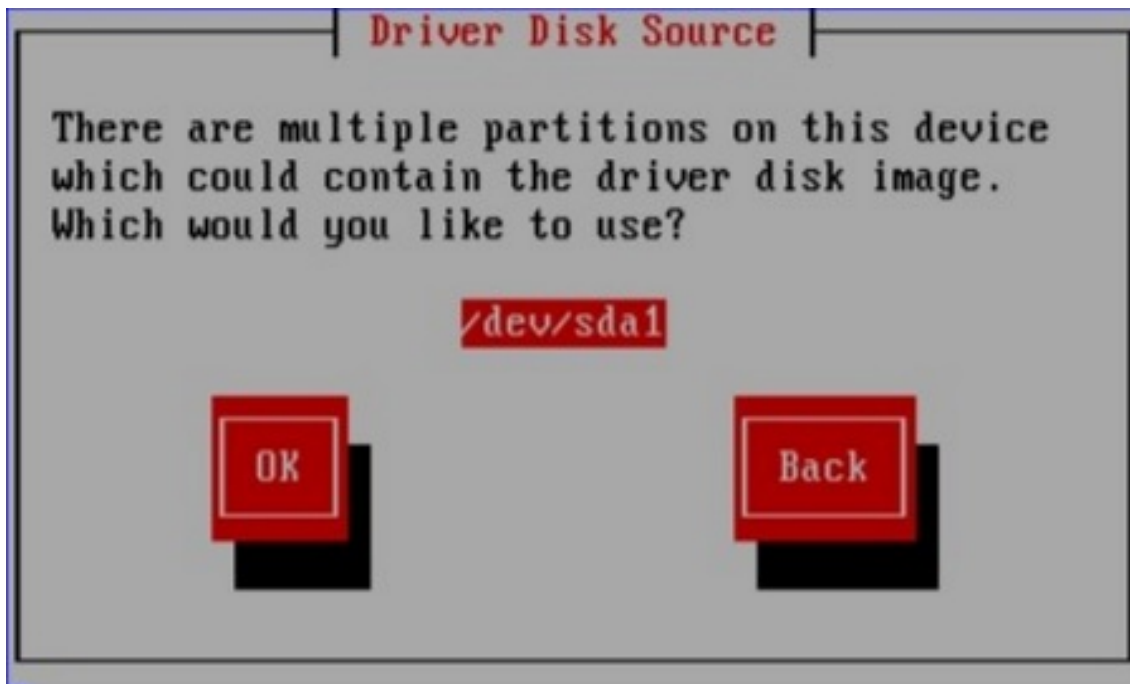 Driver Disk Source
There are multiple partitions on this device
which could contain the driver disk image.
Which would you like to use?
/dev/sda1
OK
Back